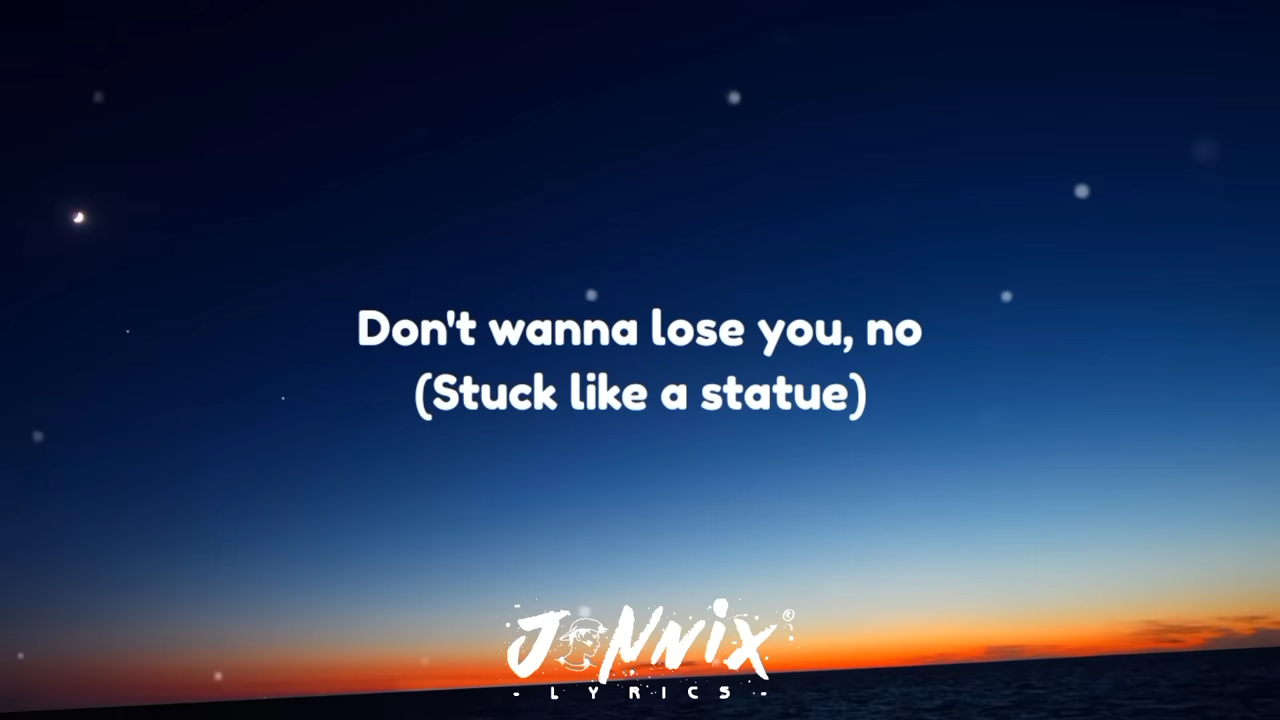 Don't wanna lose you, no
(Stuck like a statue)
JONNIX
©
- LYRICS -